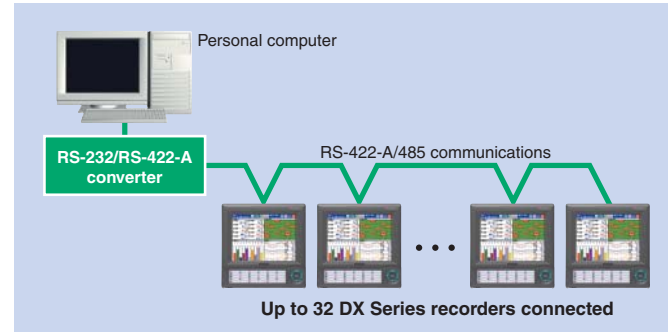 Personal computer
RS-232/RS-422-A
converter
RS-422-A/485 communications
Up to 32 DX Series recorders connected